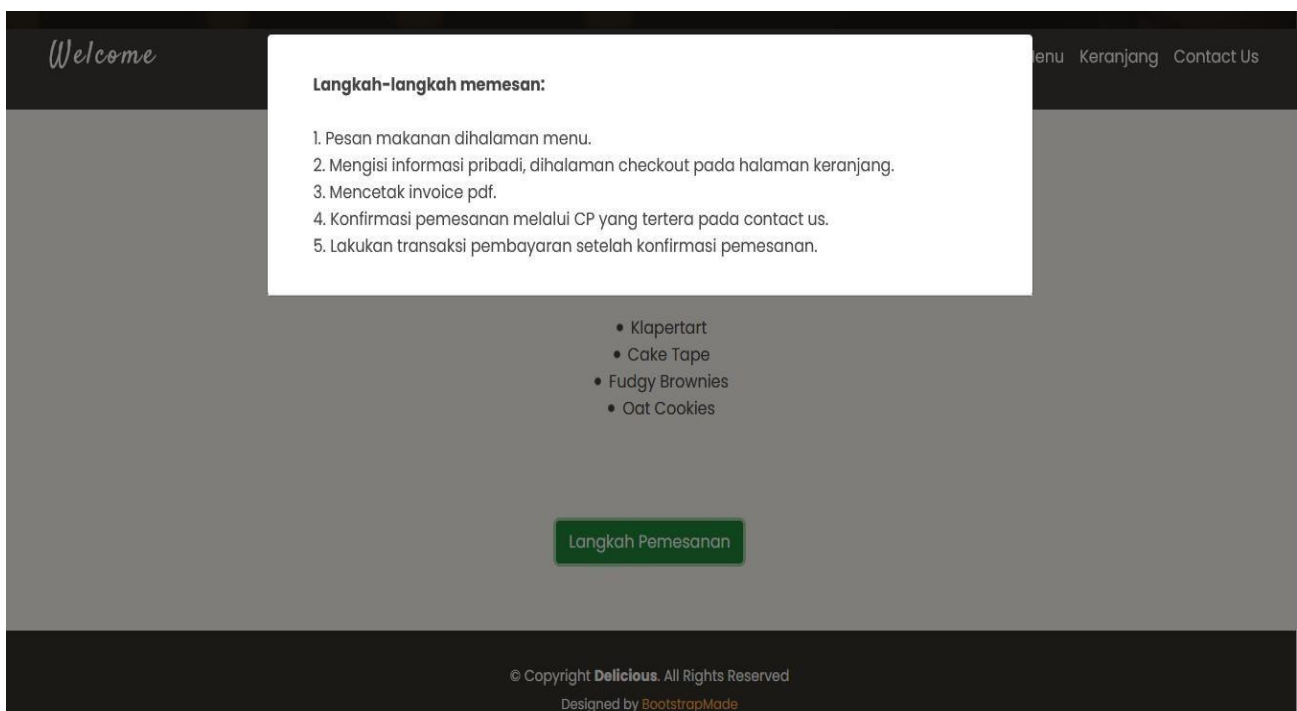 Welcome
enu Keranjang Contact Us
Langkah-langkah memesan:
1. Pesan makanan dihalaman menu.
2. Mengisi informasi pribadi, dihalaman checkout pada halaman keranjang.
3. Mencetak invoice pdf.
4. Konfirmasi pemesanan melalui CP yang tertera pada contact us.
5. Lakukan transaksi pembayaran setelah konfirmasi pemesanan.
• Klapertart
• Cake Tape
• Fudgy Brownies
• Oat Cookies
Langkah Pemesanan
© Copyright Delicious. All Rights Reserved
Designed by BootstrapMade